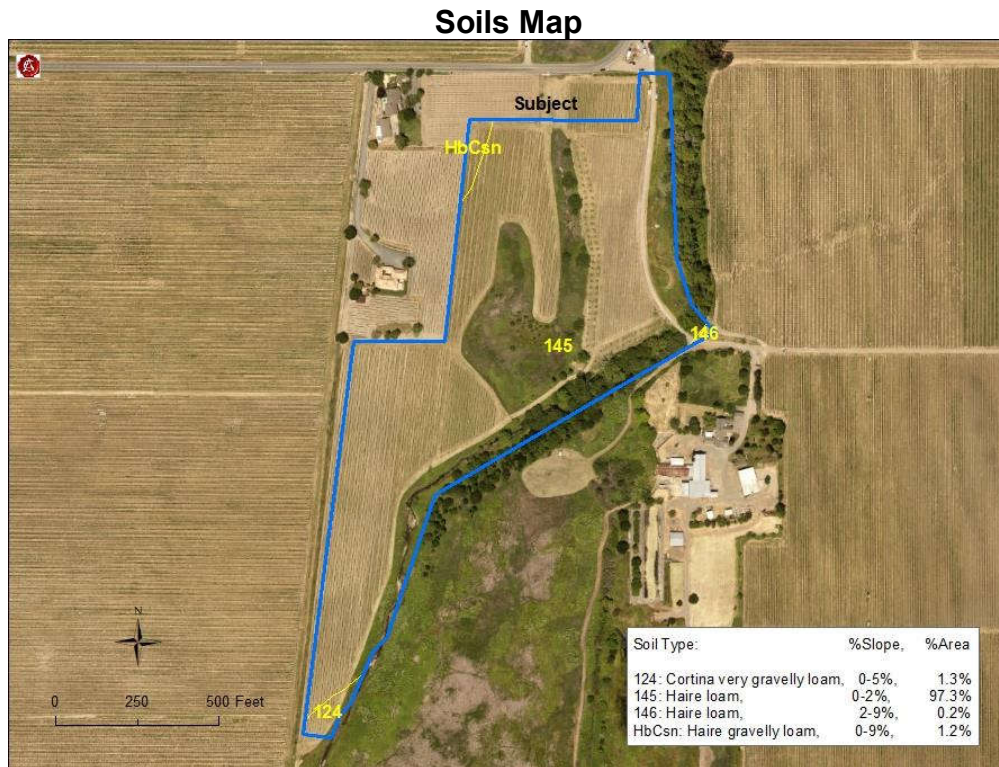 Soils Map
Subject
HbCsn
145
146
124
N
0 250 500 Feet
Soil Type: %Slope, %Area
124: Cortina very gravelly loam, 0-5%, 1.3%
145: Haire loam, 0-2%, 97.3%
146: Haire loam, 2-9%, 0.2%
HbCsn: Haire gravelly loam, 0-9%, 1.2%